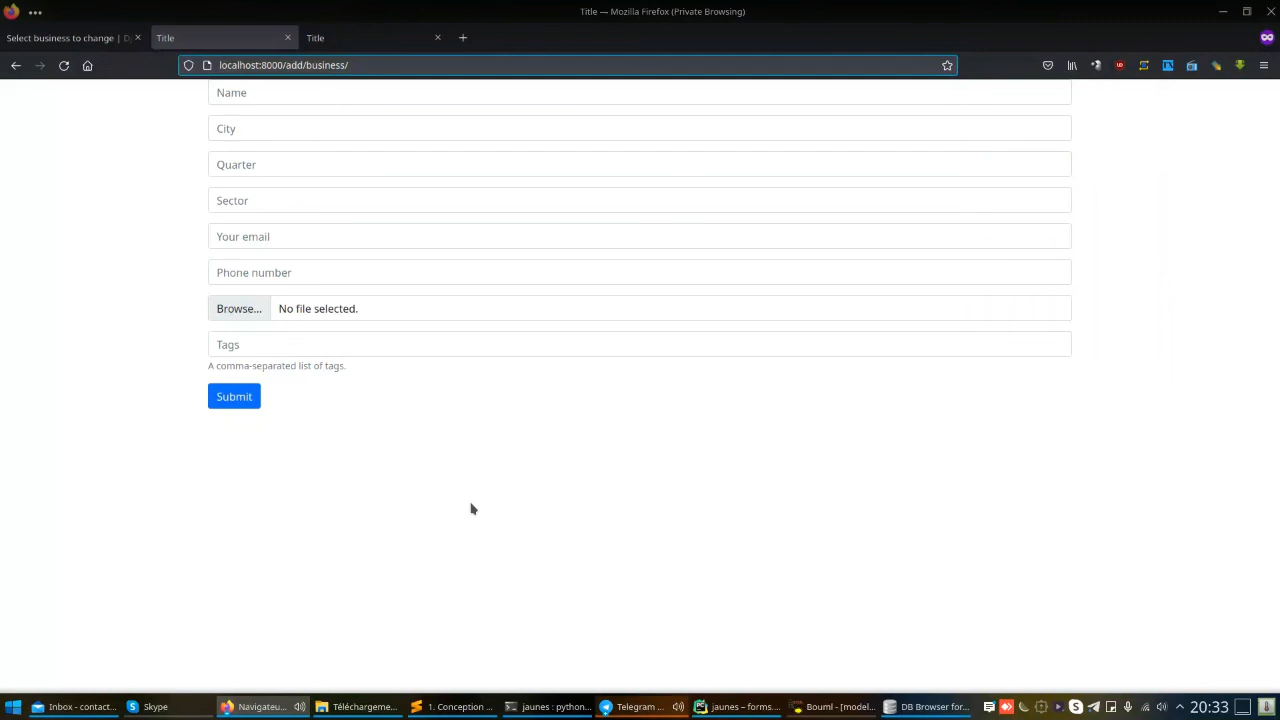 Title — Mozilla Firefox (Private Browsing)
Select business to change | D
Title
Title
localhost:8000/add/business/
Name
City
Quarter
Sector
Your email
Phone number
Browse... No file selected.
Tags
A comma-separated list of tags.
Submit
Inbox - contact...
Skype
Navigateu...
Téléchargeme...
1. Conception ...
jaunes : python...
Telegram ...
jaunes – forms....
Bouml - [model...
DB Browser for...
20:33